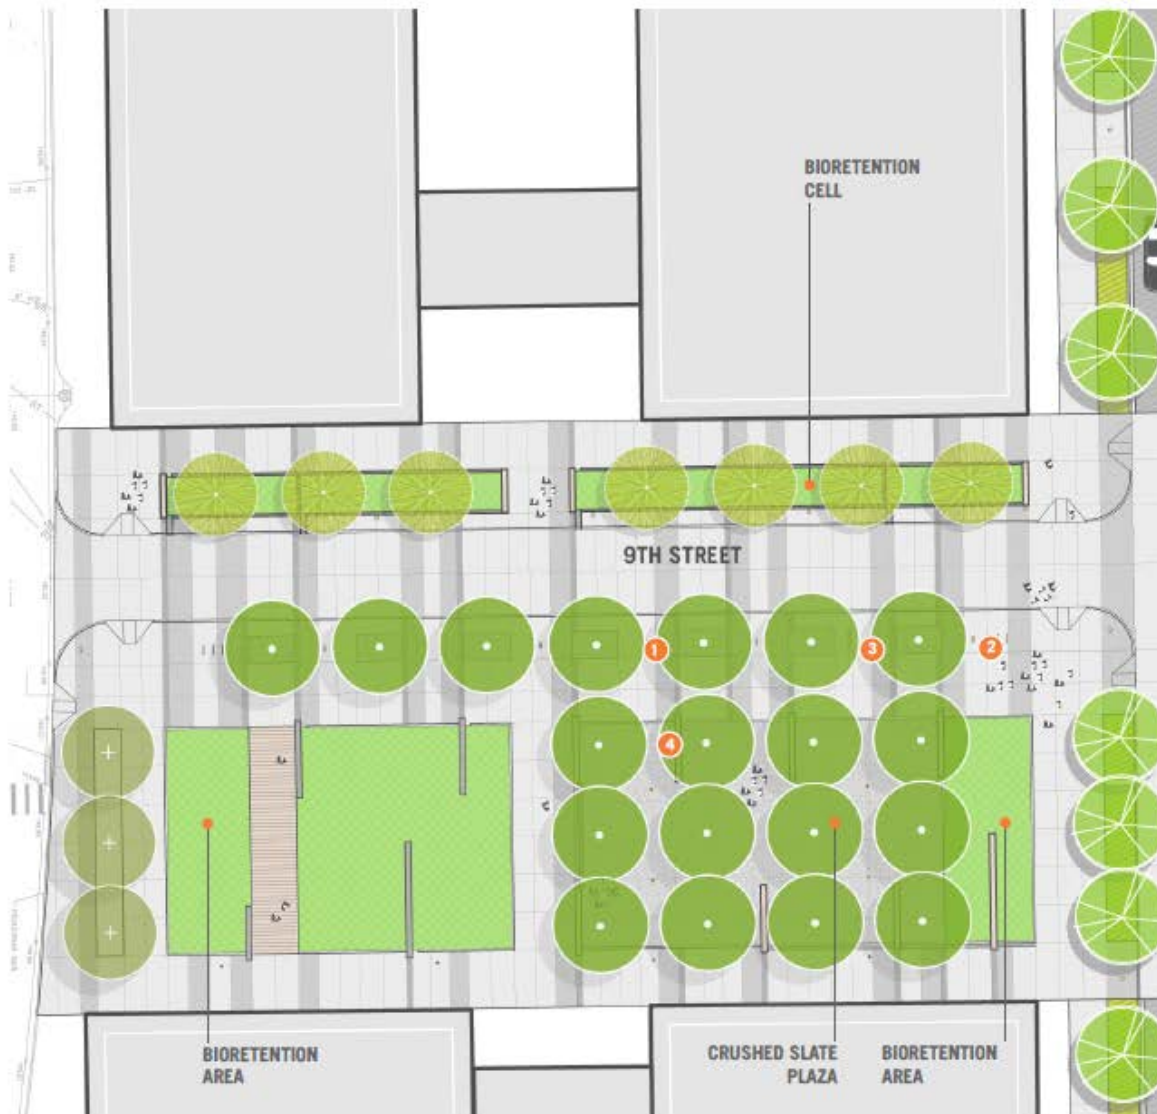 BIORETENTION
CELL
9TH STREET
1
3
2
4
BIORETENTION
AREA
CRUSHED SLATE
PLAZA
BIORETENTION
AREA